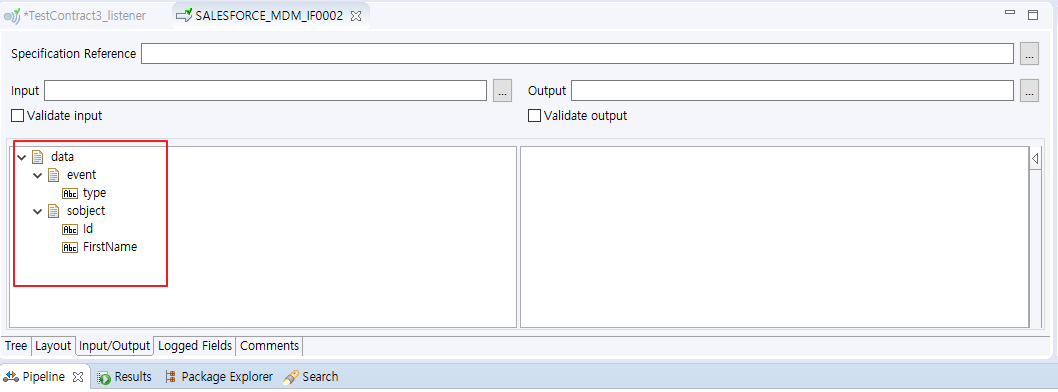 *TestContract3_listener SALESFORCE_MDM_IF0002
Specification Reference ...
Input ... Output ...
Validate input Validate output
data
event
Abc type
sobject
Abc Id
Abc FirstName
Tree Layout Input/Output Logged Fields Comments
Pipeline Results Package Explorer Search